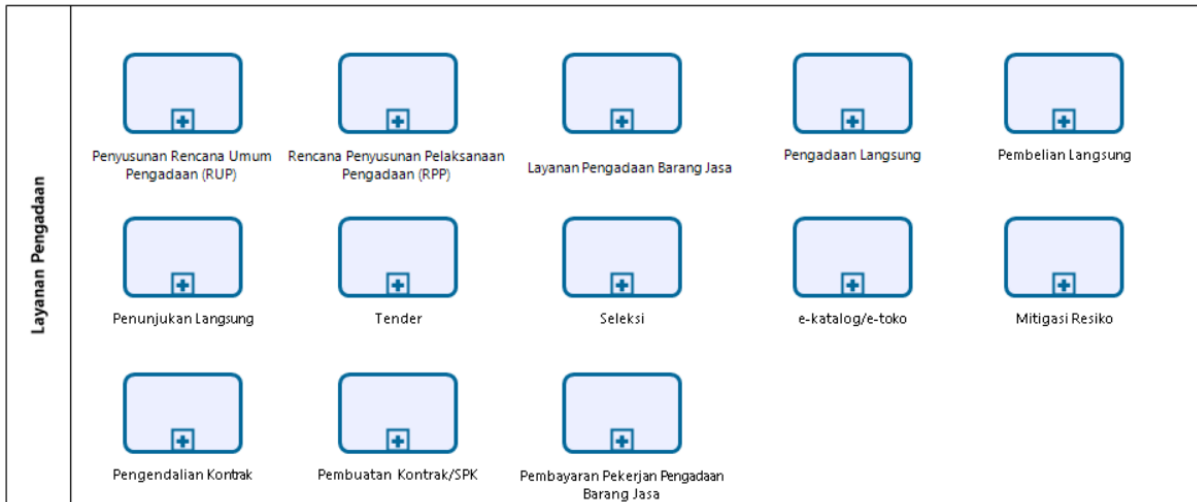 Layanan Pengadaan
Penyusunan Rencana Umum
Pengadaan (RUP)
Rencana Penyusunan Pelaksanaan
Pengadaan (RPP)
Layanan Pengadaan Barang Jasa
Pengadaan Langsung
Pembelian Langsung
Penunjukan Langsung
Tender
Seleksi
e-katalog/e-toko
Mitigasi Resiko
Pengendalian Kontrak
Pembuatan Kontrak/SPK
Pembayaran Pekerjan Pengadaan
Barang Jasa